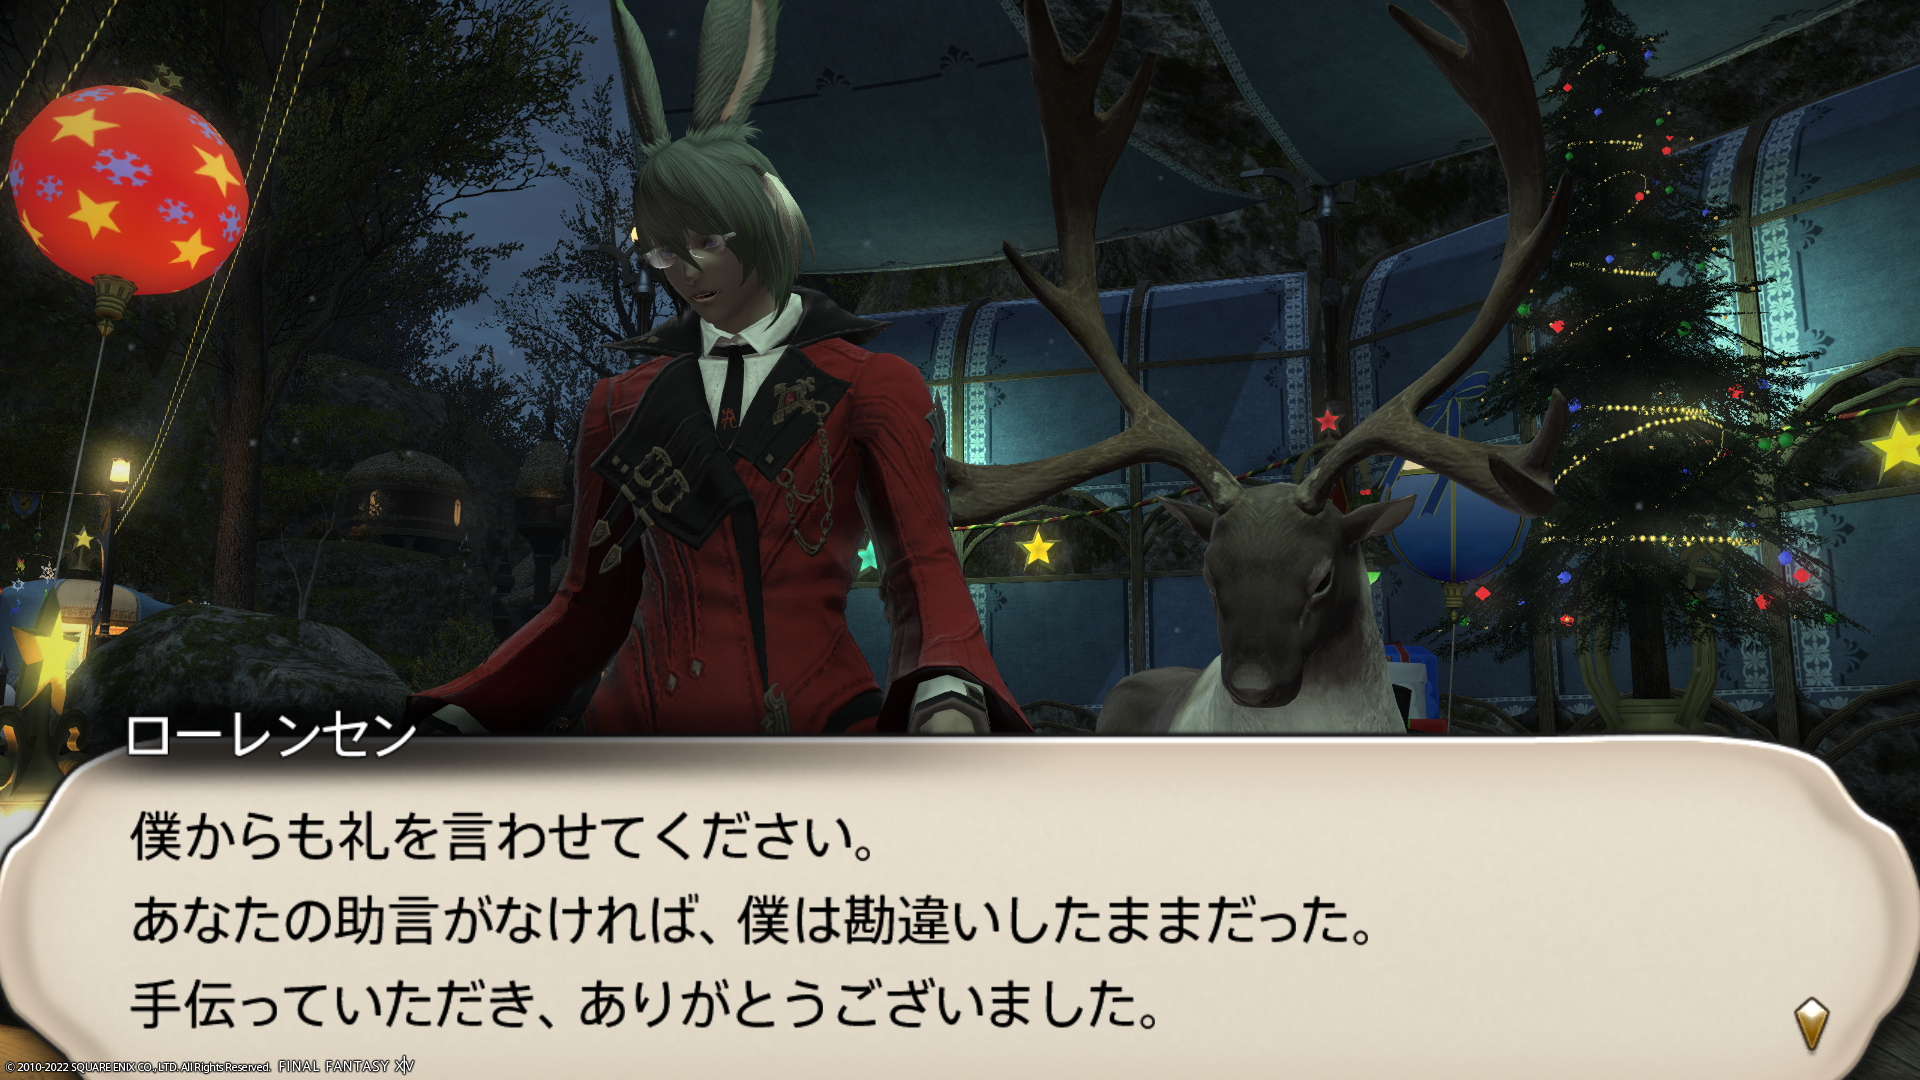 ローレンセン
僕からも礼を言わせてください。
あなたの助言がなければ、僕は勘違いしたままだった。
手伝っていただき、ありがとうございました。
© 2010-2022 SQUARE ENIX CO., LTD. All Rights Reserved. FINAL FANTASY XIV